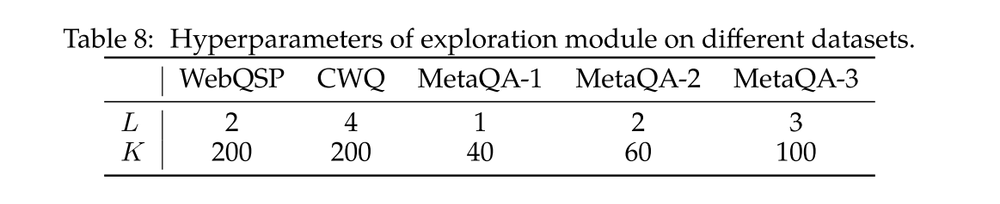 Table 8: Hyperparameters of exploration module on different datasets.
WebQSP CWQ MetaQA-1 MetaQA-2 MetaQA-3
L 2 4 1 2 3
K 200 200 40 60 100